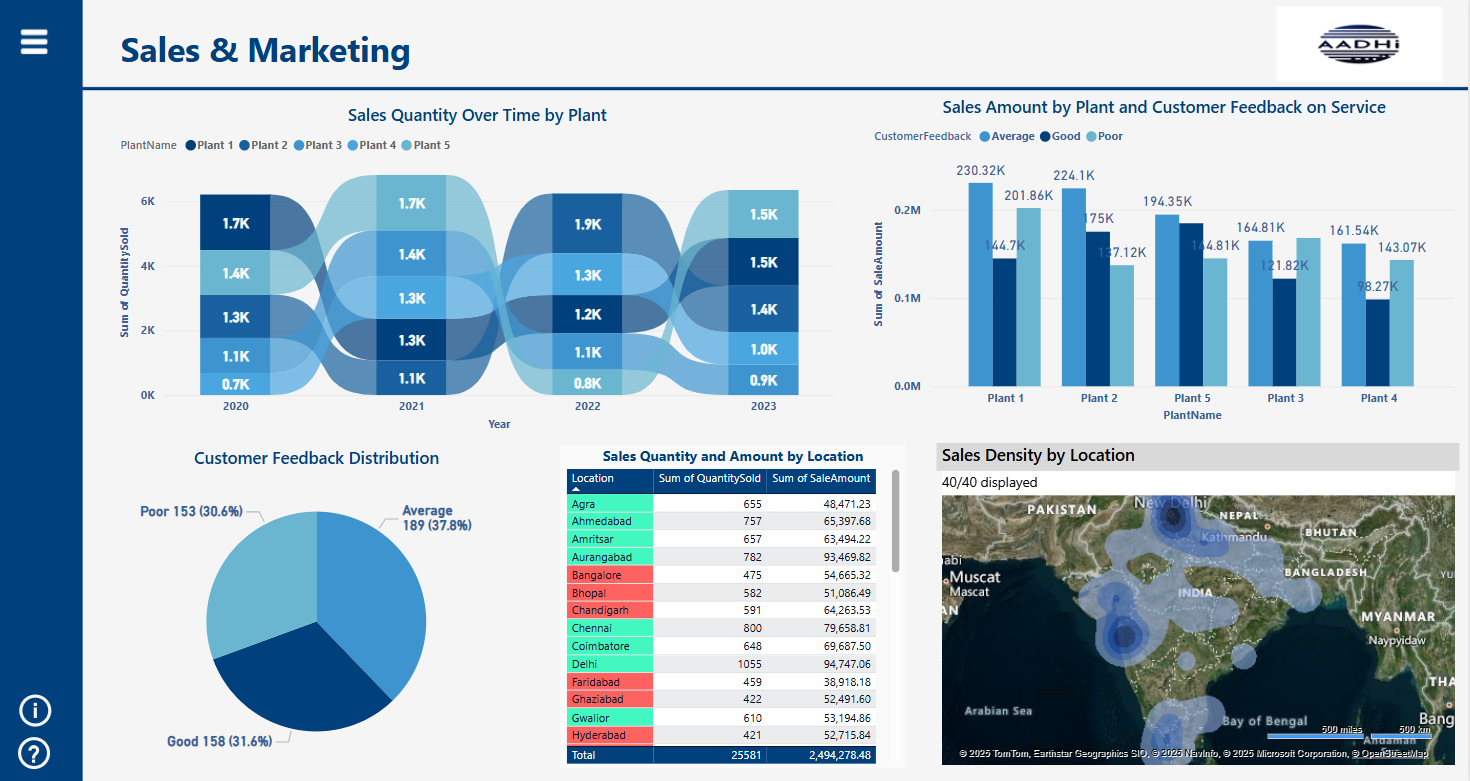 Sales & Marketing
AADHi
Sales Quantity Over Time by Plant
PlantName Plant 1 Plant 2 Plant 3 Plant 4 Plant 5
Sum of QuantitySold
6K
4K
2K
0K
1.7K
1.4K
1.3K
1.1K
0.7K
1.7K
1.4K
1.3K
1.3K
1.1K
1.9K
1.3K
1.2K
1.1K
0.8K
1.5K
1.5K
1.4K
1.0K
0.9K
2020 2021 2022 2023
Year
Sales Amount by Plant and Customer Feedback on Service
CustomerFeedback Average Good Poor
Sum of SaleAmount
0.2M
0.1M
0.0M
230.32K
144.7K
201.86K
224.1K
175K
137.12K
194.35K
144.81K
164.81K
121.82K
161.54K
98.27K
143.07K
Plant 1 Plant 2 Plant 5 Plant 3 Plant 4
PlantName
Customer Feedback Distribution
Poor 153 (30.6%)
Average
189 (37.8%)
Good 158 (31.6%)
Sales Quantity and Amount by Location
Location Sum of QuantitySold Sum of SaleAmount
Agra 655 48,471.23
Ahmedabad 757 65,397.68
Amritsar 657 63,494.22
Aurangabad 782 93,469.82
Bangalore 475 54,665.32
Bhopal 582 51,086.49
Chandigarh 591 64,263.53
Chennai 800 79,658.81
Coimbatore 648 69,687.50
Delhi 1055 94,747.06
Faridabad 459 38,918.18
Ghaziabad 422 52,491.60
Gwalior 610 53,194.86
Hyderabad 421 52,715.84
Total 25581 2,494,278.48
Sales Density by Location
40/40 displayed
PAKISTAN
New Delhi
NEPAL
Kathmandu
BHUTAN
abi
Muscat
Mascat
AN
BANGLADESH
YU
INDIA
MYANMAR
Naypyidaw
THA
Bang
Arabian Sea
Bay of Bengal
Andaman
500 miles 500 km
© 2025 TomTom, Earthstar Geographics SIO, © 2025 NavInfo, © 2025 Microsoft Corporation, © OpenStreetMap
i
?